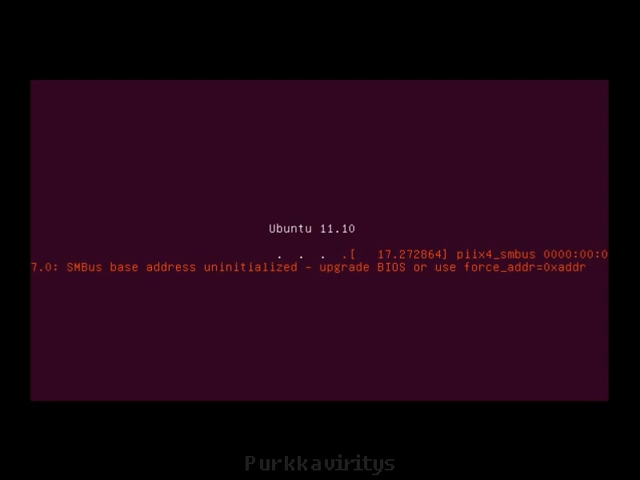 Ubuntu 11.10
. . . .[ 17.272864] piix4_smbus 0000:00:0
7.0: SMBus base address uninitialized - upgrade BIOS or use force_addr=0xaddr
Purkkaviritys